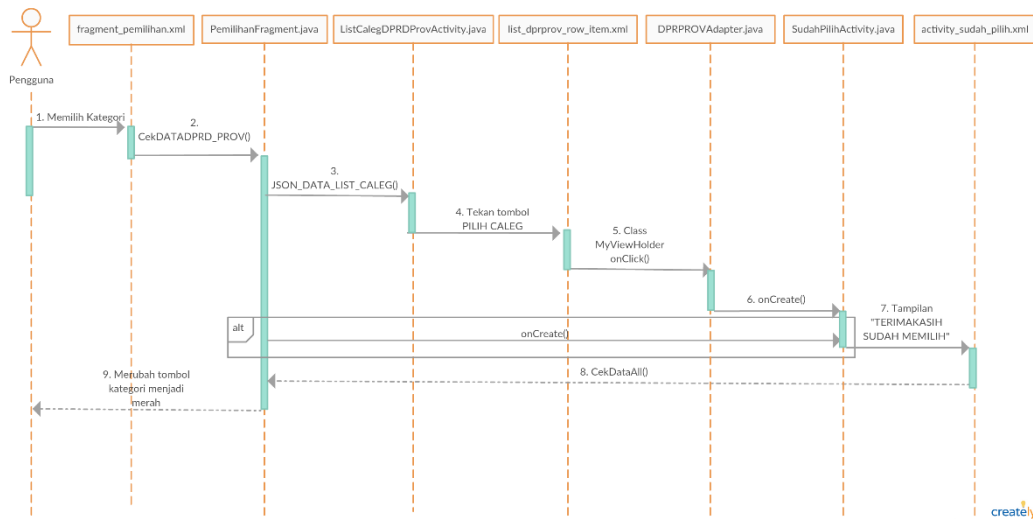 fragment_pemilihan.xml
PemilihanFragment.java
ListCalegDPRDProvActivity.java
list_dprprov_row_item.xml
DPRPROVAdapter.java
SudahPilihActivity.java
activity_sudah_pilih.xml
Pengguna
1. Memilih Kategori
2.
CekDATADPRD_PROV()
3.
JSON_DATA_LIST_CALEG()
4. Tekan tombol
PILIH CALEG
5. Class
MyViewHolder
onClick()
6. onCreate()
7. Tampilan
"TERIMAKASIH
SUDAH MEMILIH"
alt
onCreate()
8. CekDataAll()
9. Merubah tombol
kategori menjadi
merah